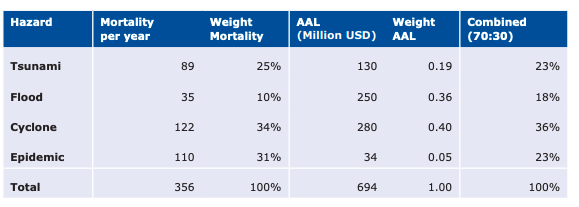 Hazard Mortality per year Weight Mortality AAL (Million USD) Weight AAL Combined (70:30)
Tsunami 89 25% 130 0.19 23%
Flood 35 10% 250 0.36 18%
Cyclone 122 34% 280 0.40 36%
Epidemic 110 31% 34 0.05 23%
Total 356 100% 694 1.00 100%